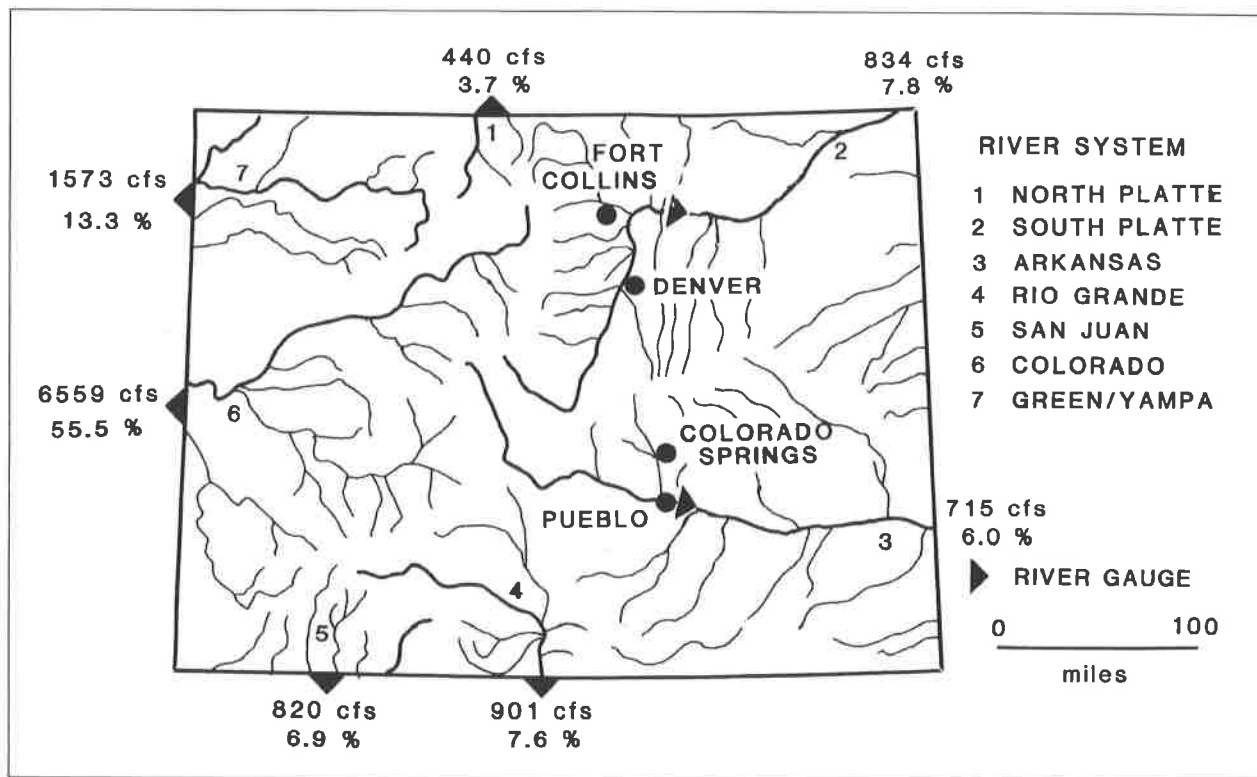 440 cfs
3.7 %
834 cfs
7.8 %
1
2
FORT
COLLINS
7
1573 cfs
13.3 %
DENVER
6559 cfs
55.5 %
6
COLORADO
SPRINGS
PUEBLO
715 cfs
6.0 %
3
4
5
820 cfs
6.9 %
901 cfs
7.6 %
RIVER SYSTEM
1 NORTH PLATTE
2 SOUTH PLATTE
3 ARKANSAS
4 RIO GRANDE
5 SAN JUAN
6 COLORADO
7 GREEN/YAMPA
RIVER GAUGE
0 100
miles